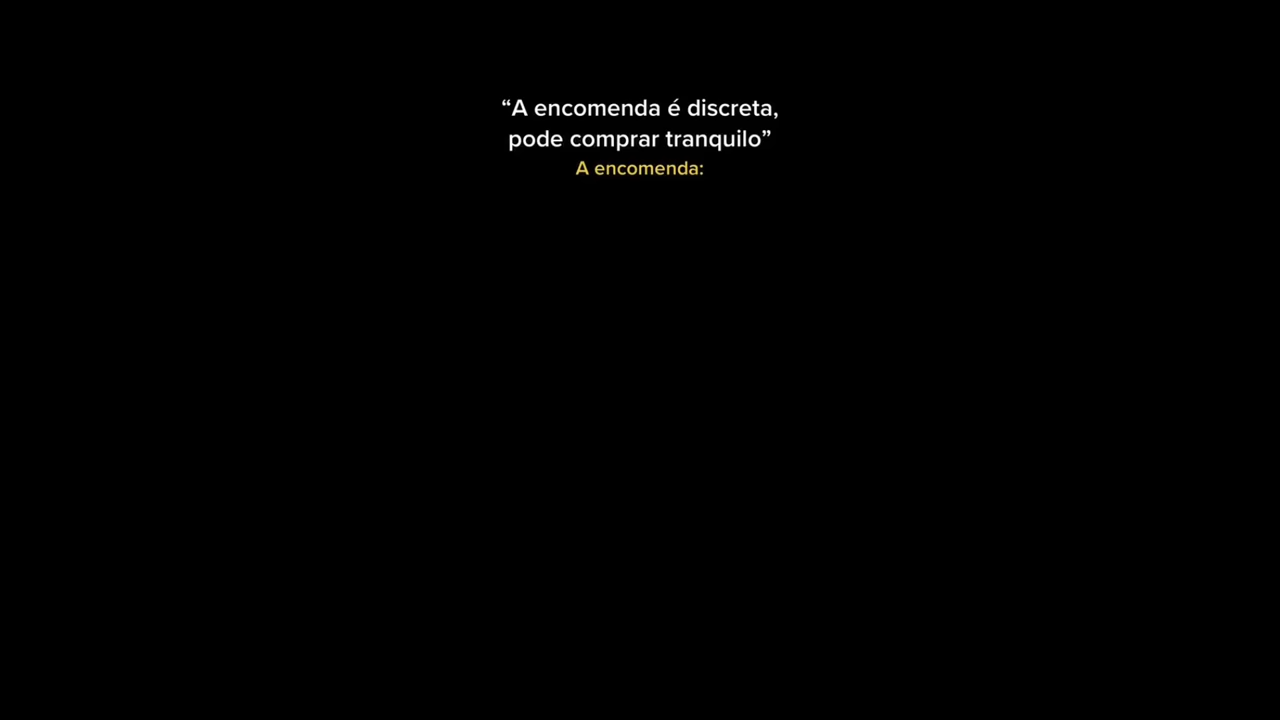 “A encomenda é discreta,
pode comprar tranquilo”
A encomenda: